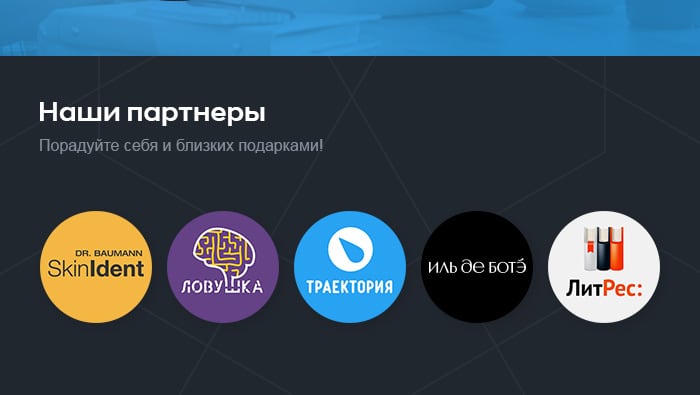 Наши партнеры
Порадуйте себя и близких подарками!
DR. BAUMANN
SkinIdent
ЛОВУШКА
ТРАЕКТОРИЯ
ИЛЬ ДЕ БОТЭ
ЛитРес: